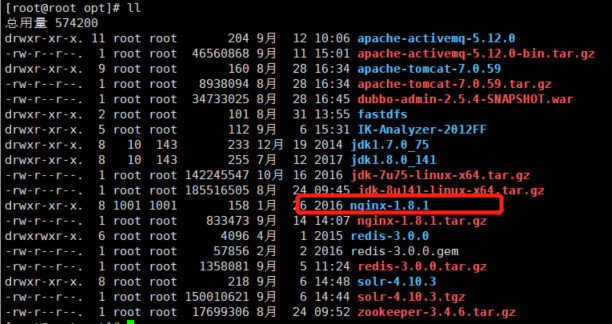 [root@root opt]# ll
总用量 574200
drwxr-xr-x. 11 root root 204 9月 12 10:06 apache-activemq-5.12.0
-rw-r--r--. 1 root root 46560868 9月 11 15:01 apache-activemq-5.12.0-bin.tar.gz
drwxr-xr-x. 9 root root 160 8月 28 16:34 apache-tomcat-7.0.59
-rw-r--r--. 1 root root 8938094 8月 28 16:34 apache-tomcat-7.0.59.tar.gz
-rw-r--r--. 1 root root 34733025 8月 28 16:45 dubbo-admin-2.5.4-SNAPSHOT.war
drwxr-xr-x. 2 root root 101 8月 31 13:55 fastdfs
drwxr-xr-x. 5 root root 112 9月 6 15:31 IK-Analyzer-2012FF
drwxr-xr-x. 8 10 143 233 12月 19 2014 jdk1.7.0_75
drwxr-xr-x. 8 10 143 255 7月 12 2017 jdk1.8.0_141
-rw-r--r--. 1 root root 142245547 10月 16 2016 jdk-7u75-linux-x64.tar.gz
-rw-r--r--. 1 root root 185516505 8月 24 09:45 jdk-8u141-linux-x64.tar.gz
drwxr-xr-x. 8 1001 1001 158 1月 26 2016 nginx-1.8.1
-rw-r--r--. 1 root root 833473 9月 14 14:07 nginx-1.8.1.tar.gz
drwxrwxr-x. 6 root root 4096 4月 1 2015 redis-3.0.0
-rw-r--r--. 1 root root 57856 2月 2 2016 redis-3.0.0.gem
-rw-r--r--. 1 root root 1358081 9月 5 11:24 redis-3.0.0.tar.gz
drwxr-xr-x. 8 root root 218 9月 6 14:48 solr-4.10.3
-rw-r--r--. 1 root root 150010621 9月 6 14:44 solr-4.10.3.tgz
-rw-r--r--. 1 root root 17699306 8月 24 09:52 zookeeper-3.4.6.tar.gz
[root@root opt]#